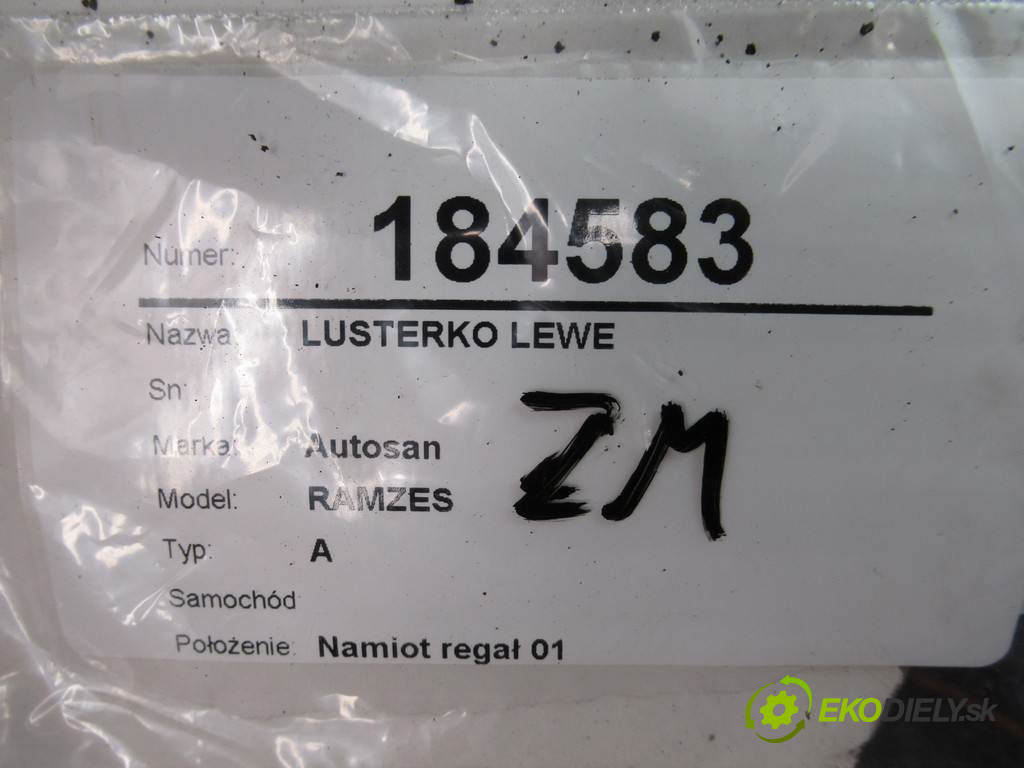 Numer: 184583
Nazwa LUSTERKO LEWE
Sn:
Marka: Autosan
Model: RAMZES
Typ: A
Samochód
Położenie: Namiot regał 01
ZM
EKODIELY.sk